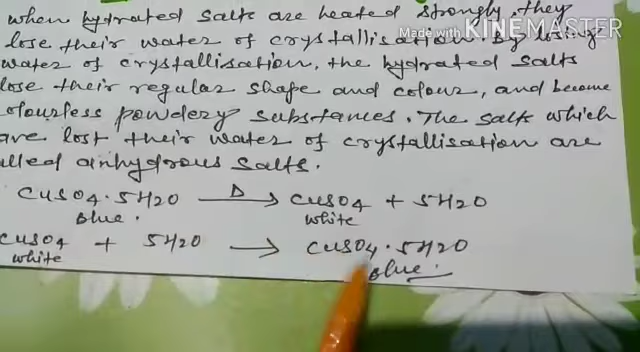 when hydrated salts are heated strongly, they
Made With KINEMASTER
lose their water of crystallisation. By losing
water of crystallisation, the hydrated salts
lose their regular shape and colour, and become
colourless powdery substances. The salts which
are lost their water of crystallisation are
alled anhydrous salts.
CuSO4.5H2O —Δ→ CuSO4 + 5H2O
Blue. white
CuSO4 + 5H2O → CuSO4.5H2O
white Blue.